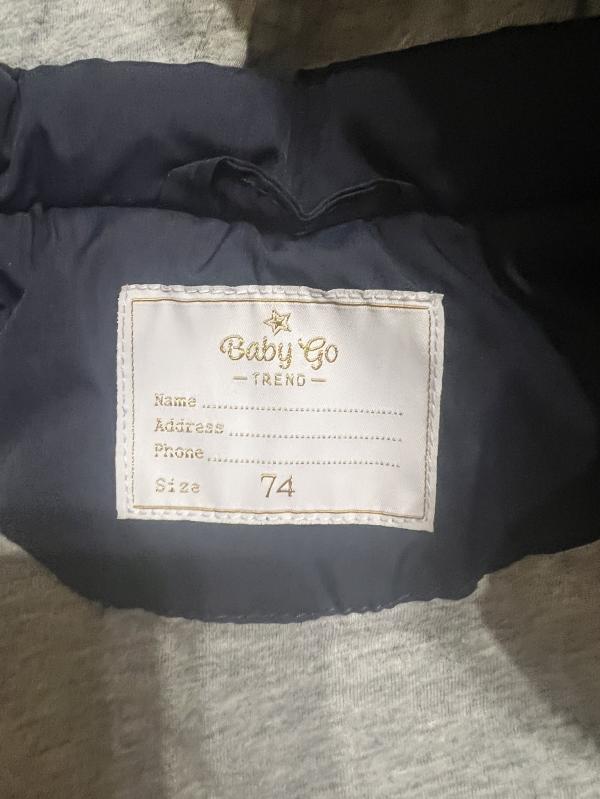 Baby Go
— TREND —
Name ........................................
Address ...................................
Phone .......................................
Size 74